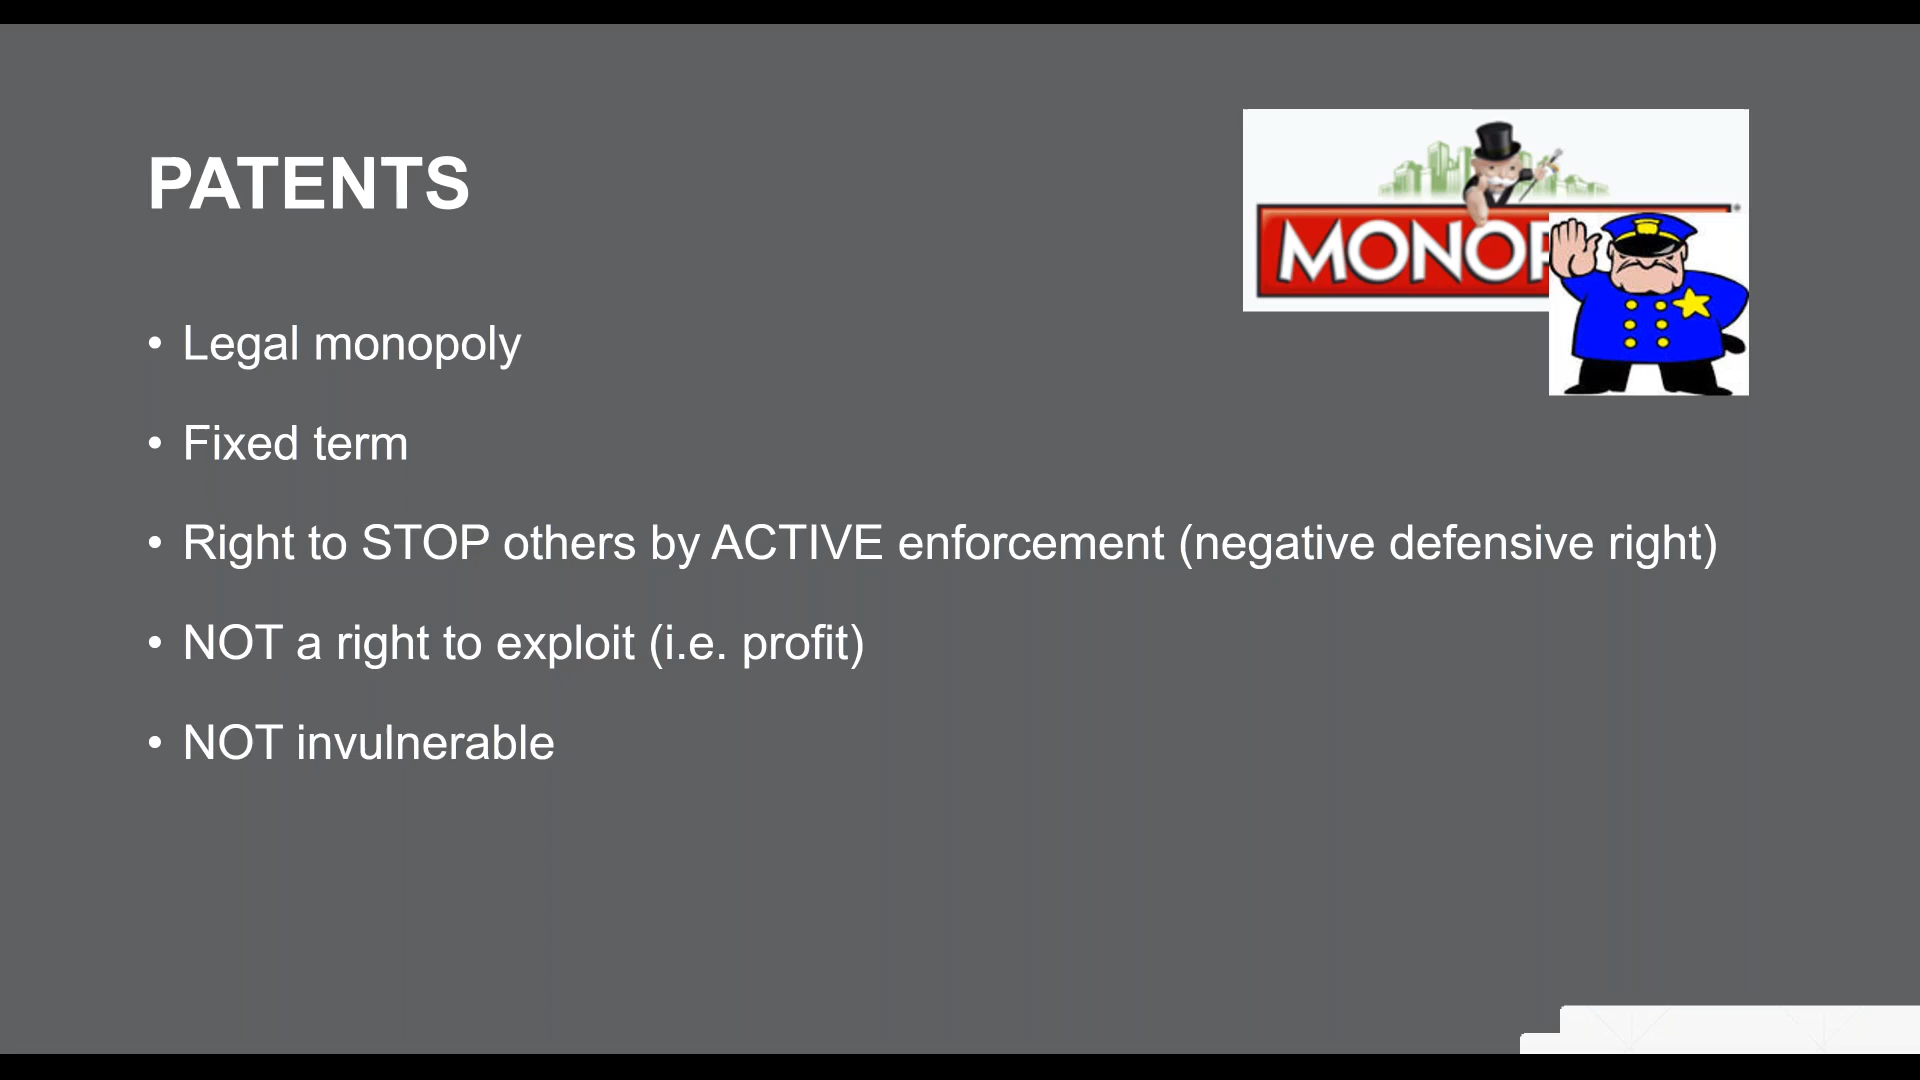 PATENTS
MONOP
• Legal monopoly
• Fixed term
• Right to STOP others by ACTIVE enforcement (negative defensive right)
• NOT a right to exploit (i.e. profit)
• NOT invulnerable